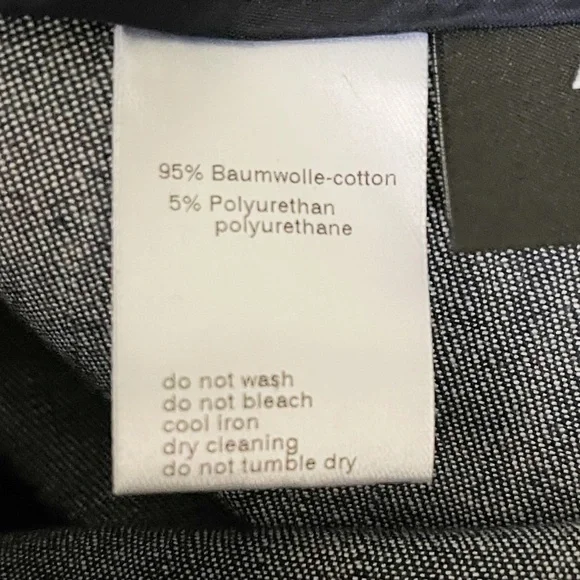 95% Baumwolle-cotton
5% Polyurethan
polyurethane
do not wash
do not bleach
cool iron
dry cleaning
do not tumble dry